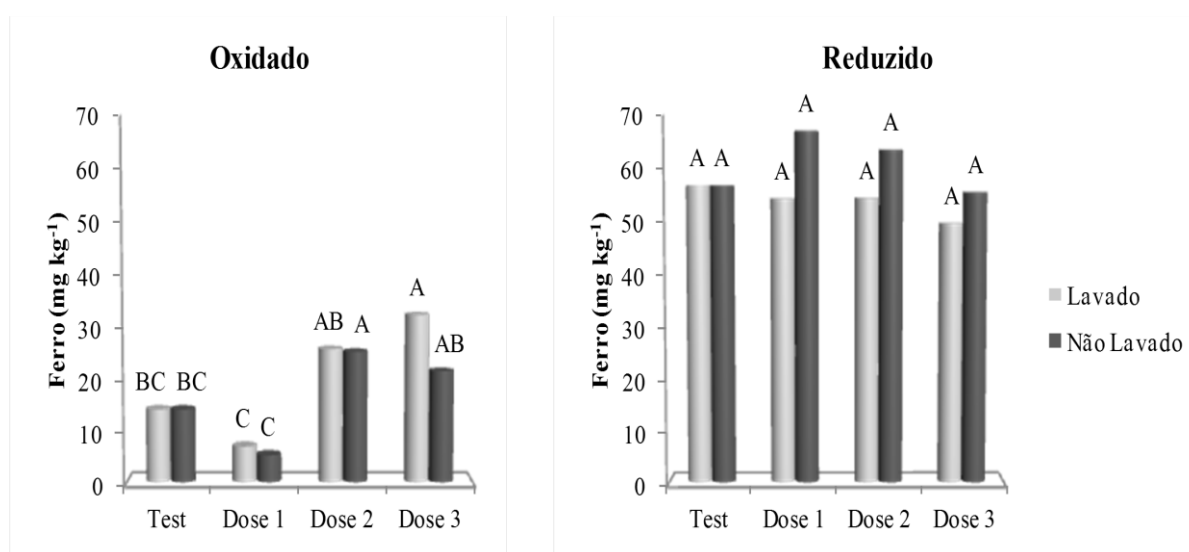 Oxidado
Ferro (mg kg-1)
70
60
50
40
30
20
10
0
BC BC
C C
AB A
A AB
Test Dose 1 Dose 2 Dose 3
Reduzido
Ferro (mg kg-1)
70
60
50
40
30
20
10
0
A A
A A
A A
A A
Test Dose 1 Dose 2 Dose 3
Lavado
Não Lavado